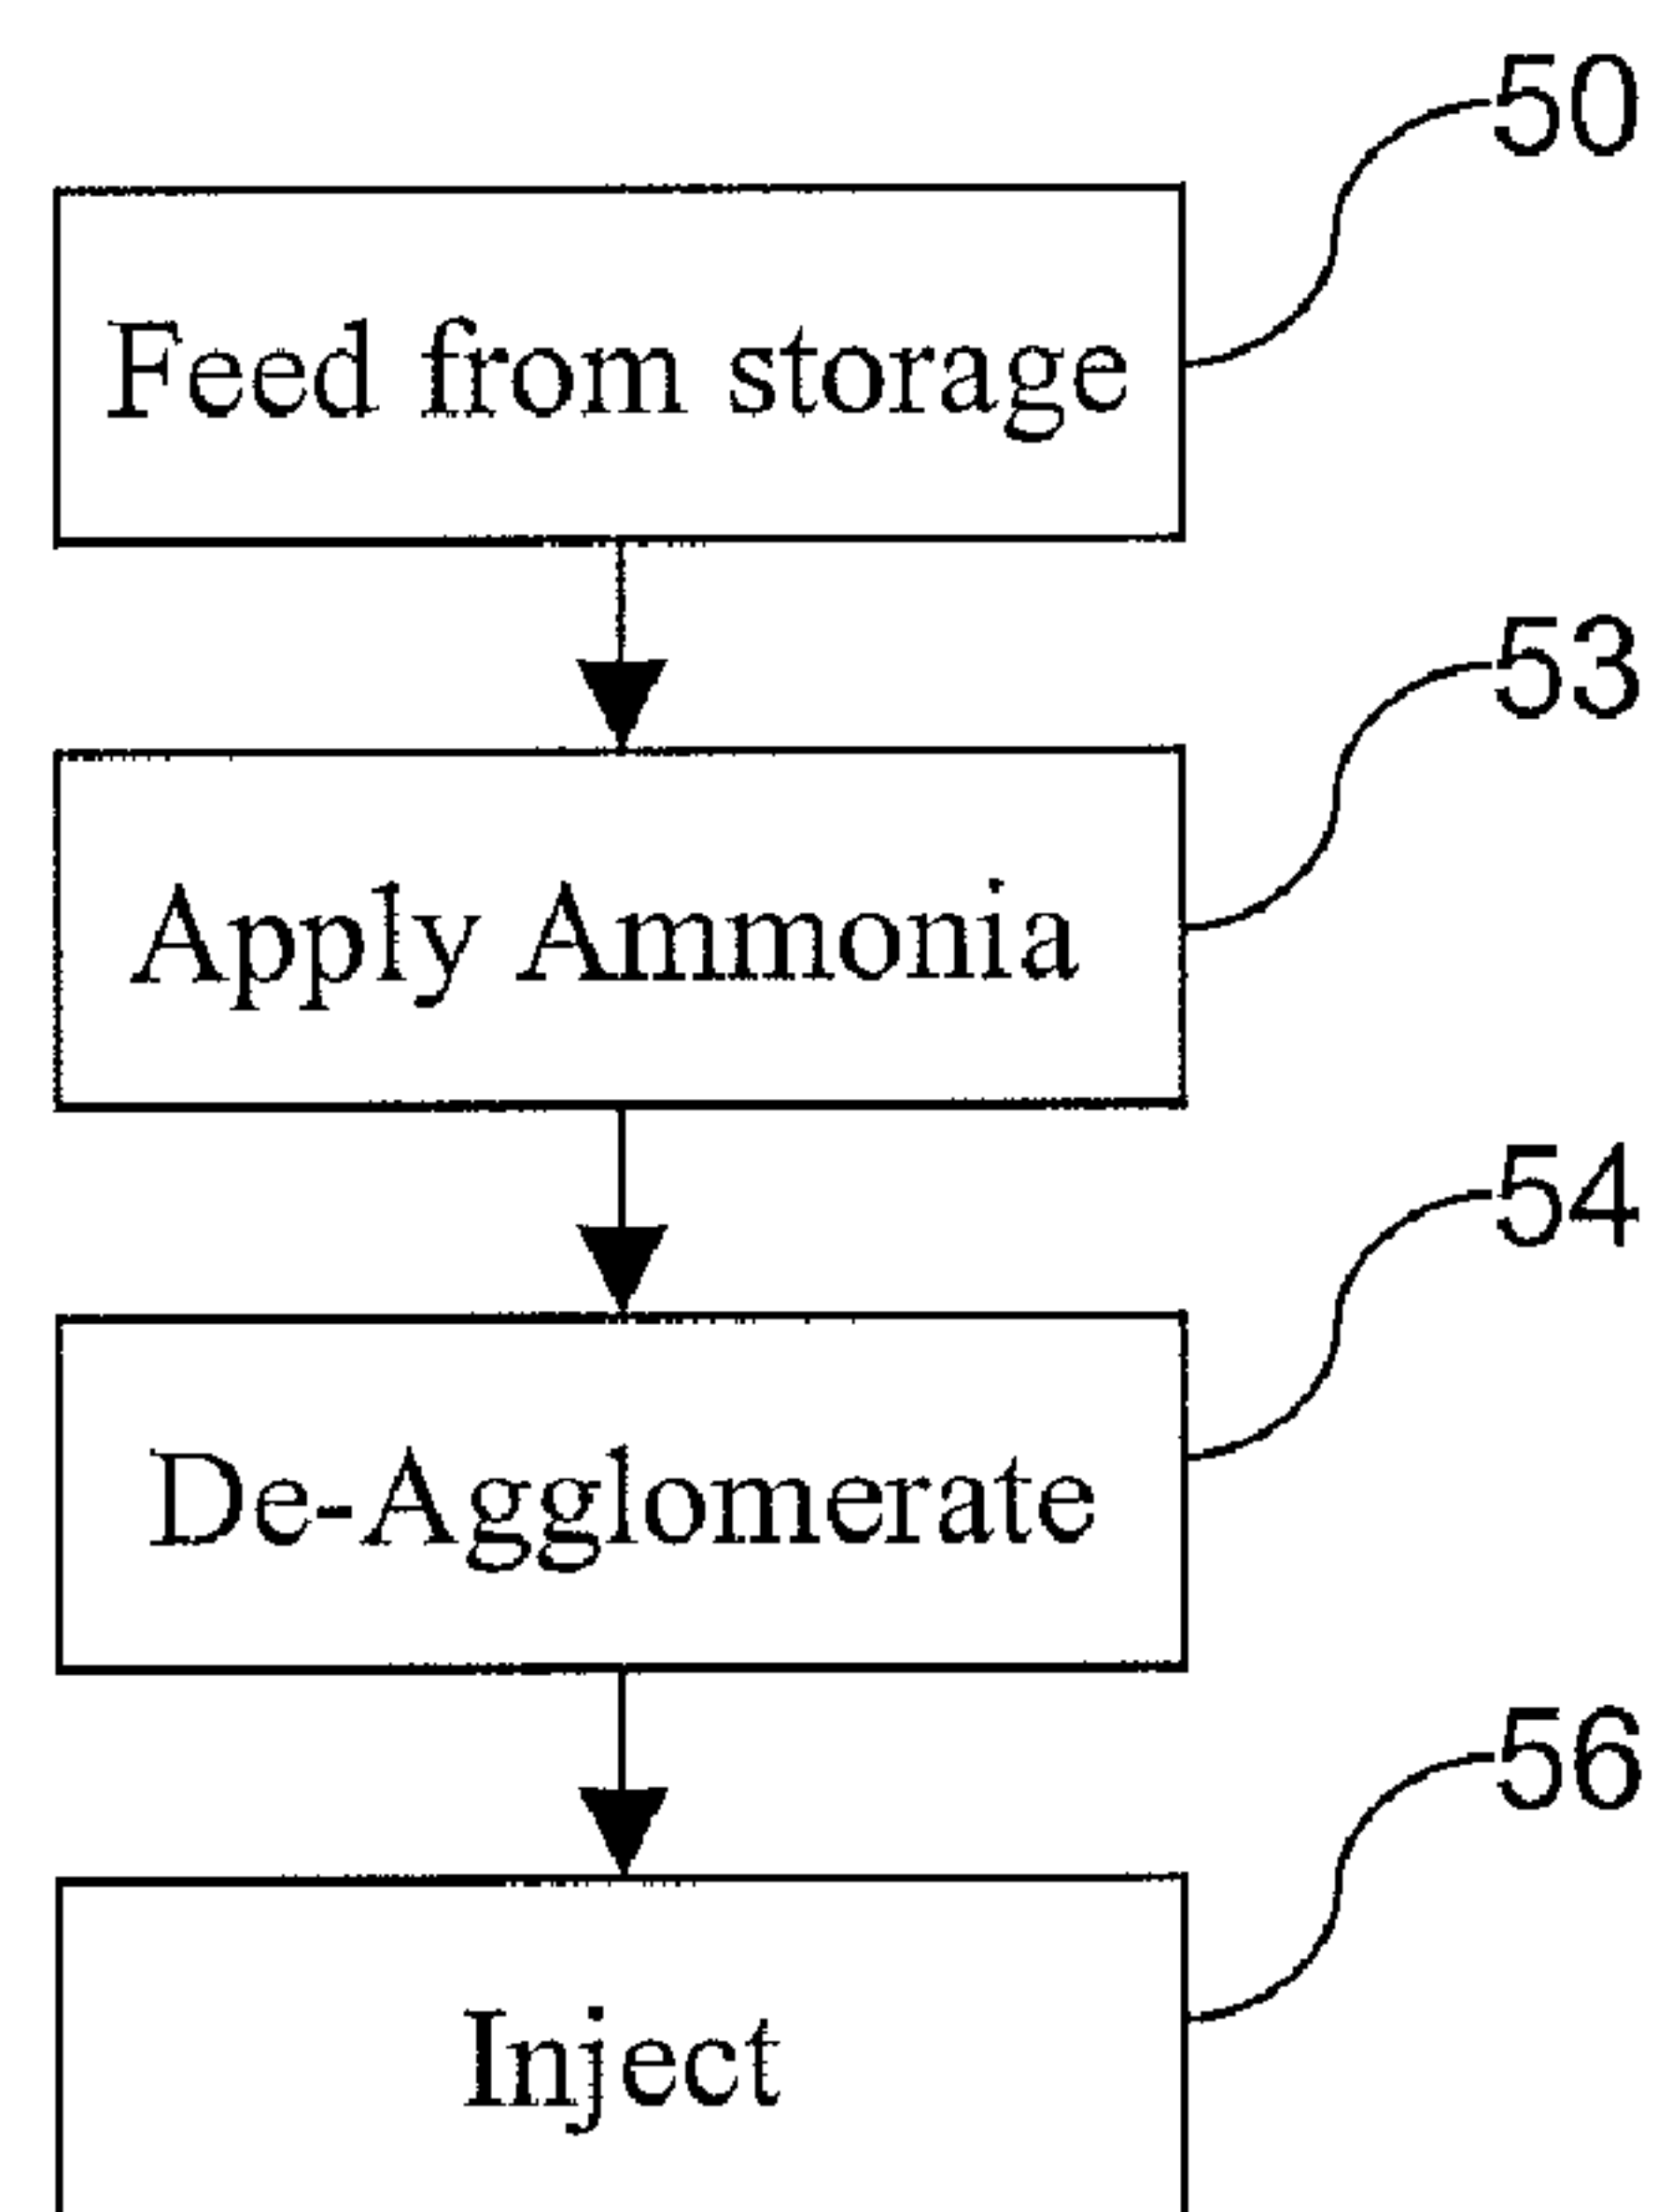 50
Feed from storage
53
Apply Ammonia
54
De-Agglomerate
56
Inject